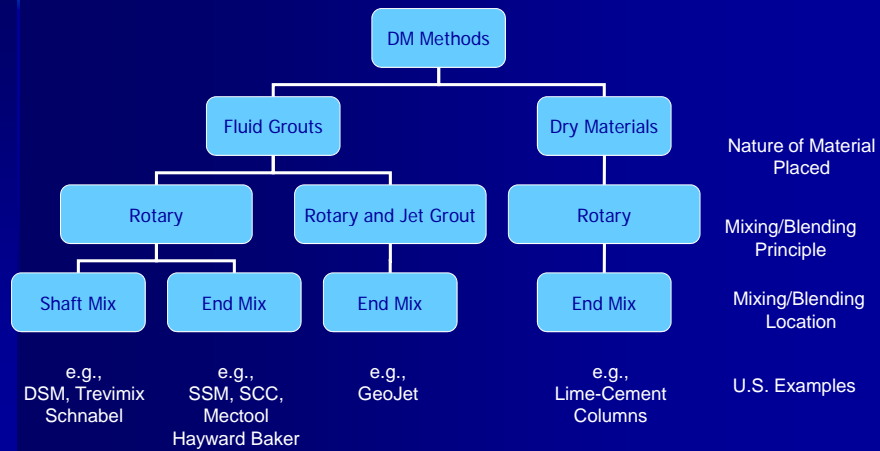 DM Methods
Fluid Grouts
Dry Materials
Nature of Material
Placed
Rotary
Rotary and Jet Grout
Rotary
Mixing/Blending
Principle
Shaft Mix
End Mix
End Mix
End Mix
Mixing/Blending
Location
e.g.,
DSM, Trevimix
Schnabel
e.g.,
SSM, SCC,
Mectool
Hayward Baker
e.g.,
GeoJet
e.g.,
Lime-Cement
Columns
U.S. Examples